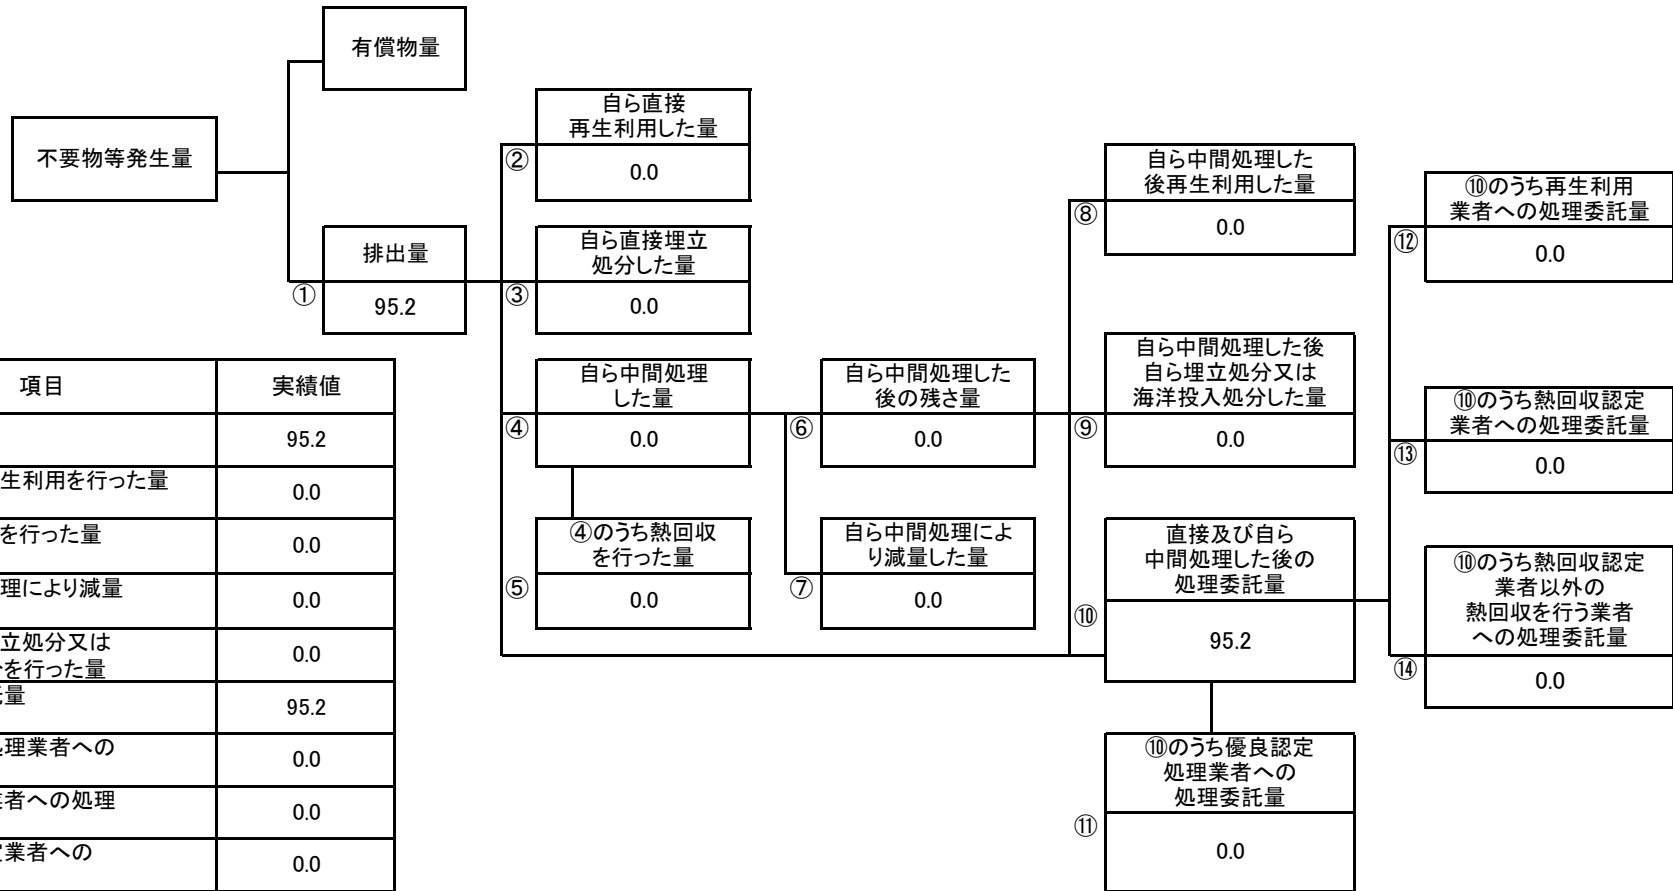 有償物量
不要物等発生量
排出量
①
95.2
自ら直接
再生利用した量
②
0.0
自ら直接埋立
処分した量
③
0.0
自ら中間処理
した量
④
0.0
④のうち熱回収
を行った量
⑤
0.0
自ら中間処理した
後の残さ量
⑥
0.0
自ら中間処理によ
り減量した量
⑦
0.0
自ら中間処理した
後再生利用した量
⑧
0.0
自ら中間処理した後
自ら埋立処分又は
海洋投入処分した量
⑨
0.0
直接及び自ら
中間処理した後の
処理委託量
⑩
95.2
⑩のうち優良認定
処理業者への
処理委託量
⑪
0.0
⑩のうち再生利用
業者への処理委託量
⑫
0.0
⑩のうち熱回収認定
業者への処理委託量
⑬
0.0
⑩のうち熱回収認定
業者以外の
熱回収を行う業者
への処理委託量
⑭
0.0
項目 実績値
95.2
生利用を行った量
0.0
を行った量
0.0
理により減量
0.0
立処分又は
を行った量
0.0
量
95.2
理業者への
0.0
者への処理
0.0
業者への
0.0